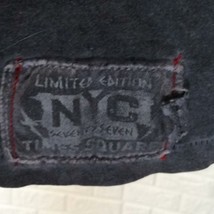 LIMITED EDITION
NYC
SEVENTY SEVEN
TIMES SQUARE